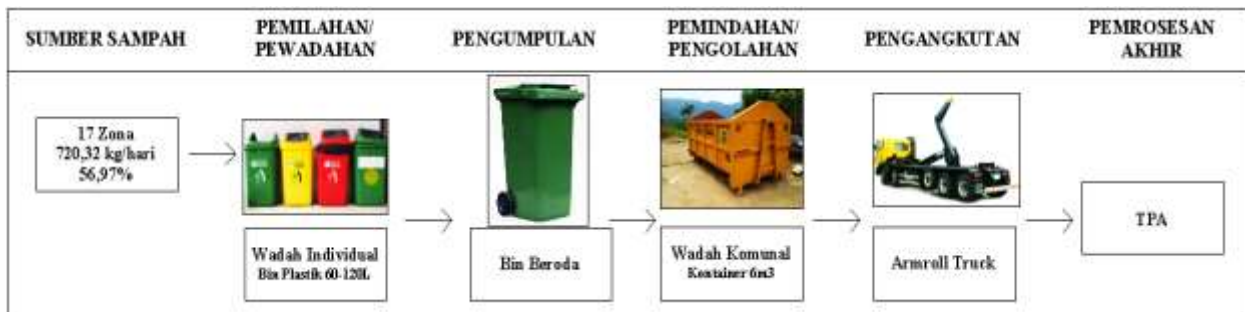 SUMBER SAMPAH
PEMILAHAN/
PEWADAHAN
PENGUMPULAN
PEMINDAHAN/
PENGOLAHAN
PENGANGKUTAN
PEMROSESAN
AKHIR
17 Zona
720,32 kg/hari
56,97%
Wadah Individual
Bin Plastik 60-120L
Bin Beroda
Wadah Komunal
Kontainer 6m3
Armroll Truck
TPA